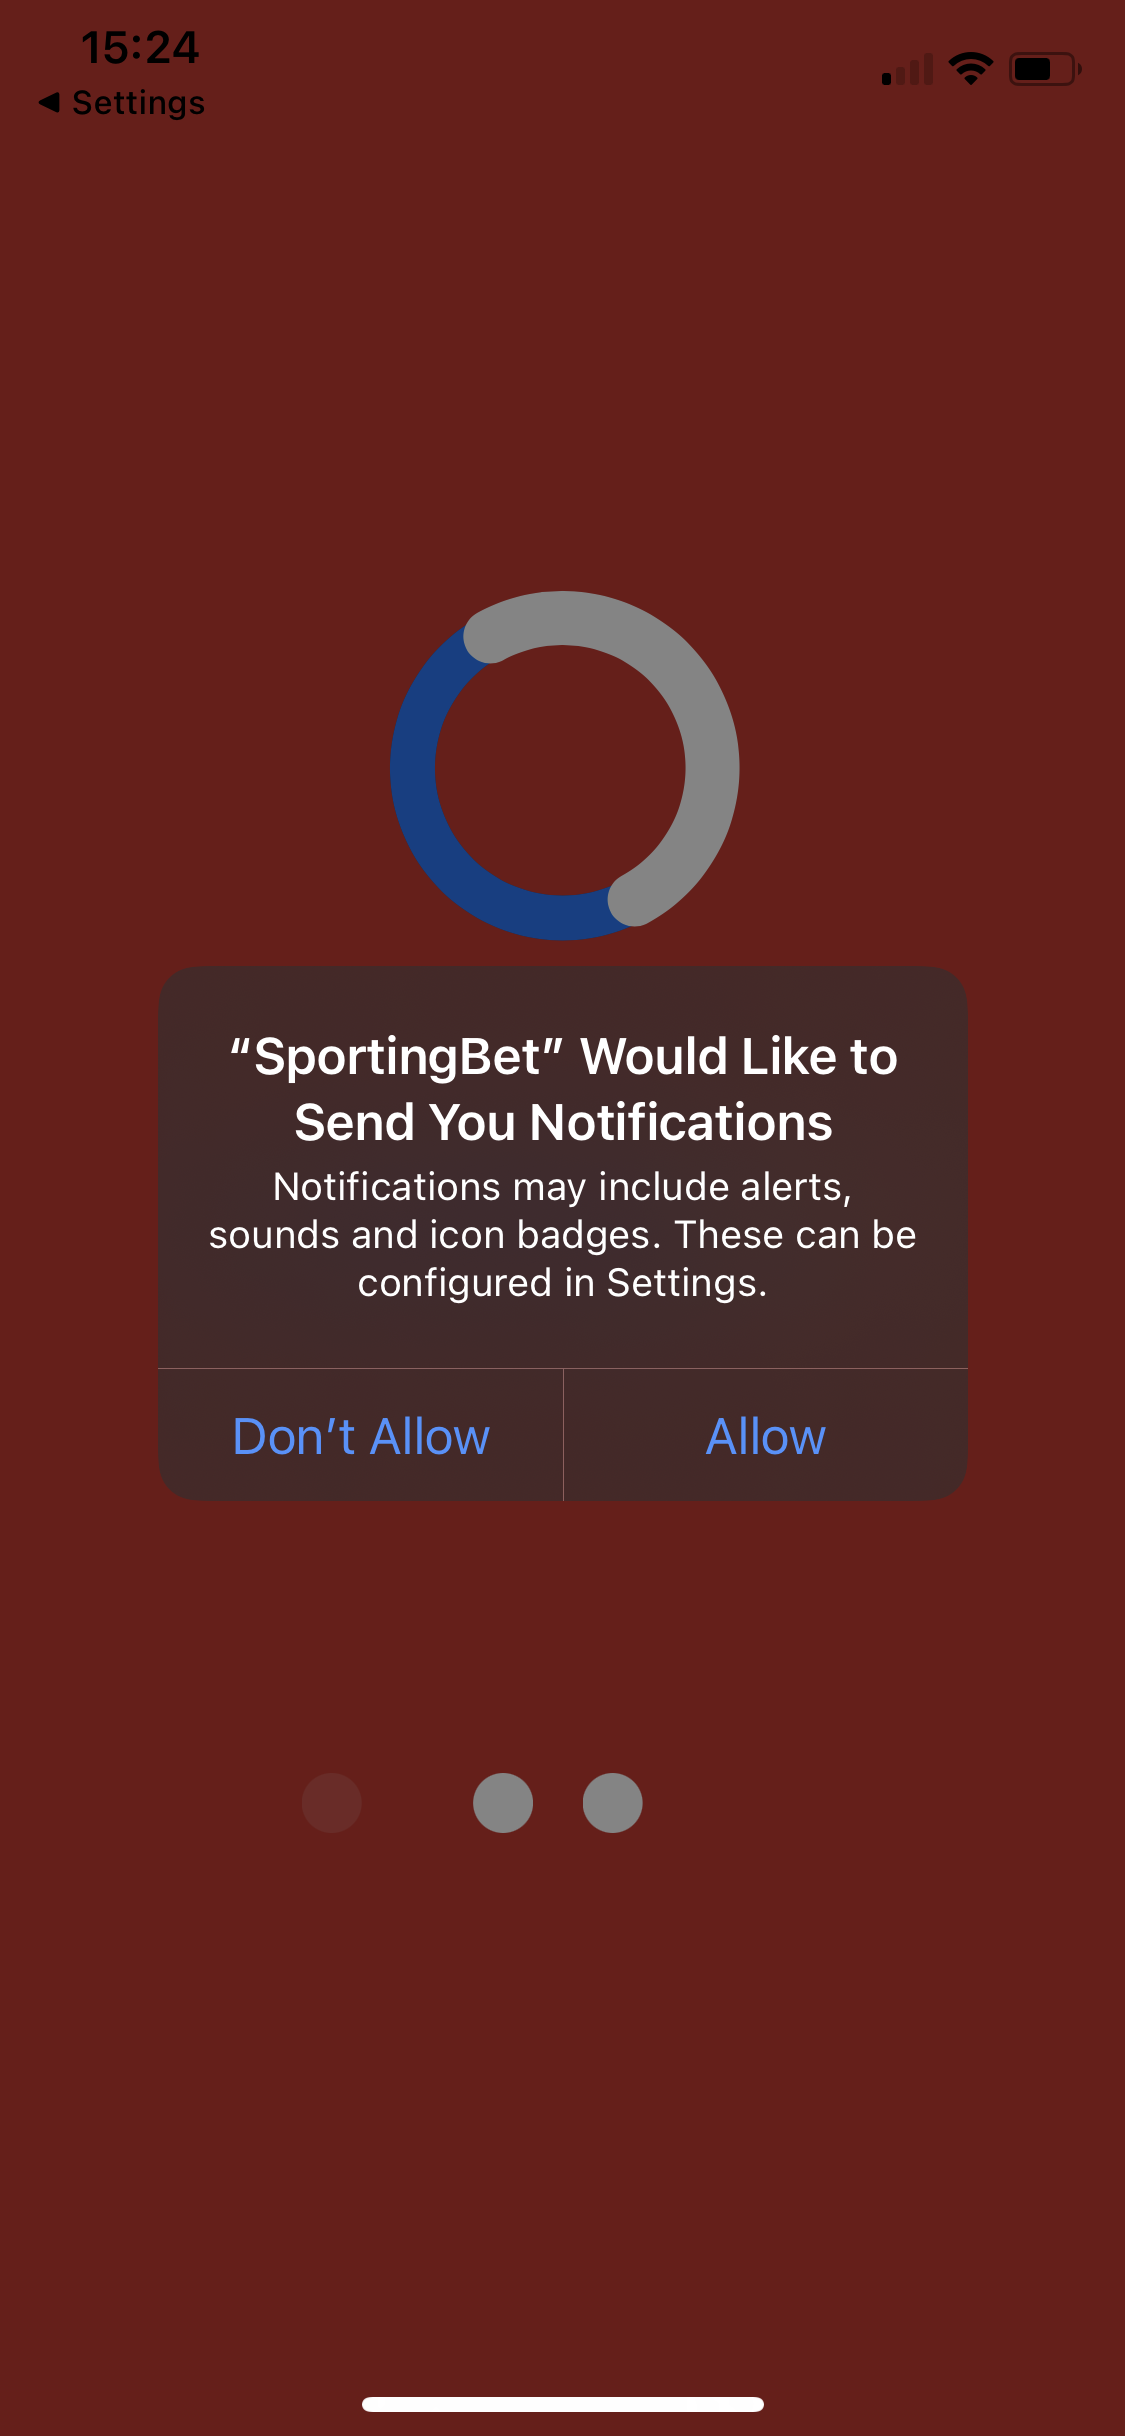 15:24
◀ Settings
“SportingBet” Would Like to
Send You Notifications
Notifications may include alerts,
sounds and icon badges. These can be
configured in Settings.
Don’t Allow
Allow